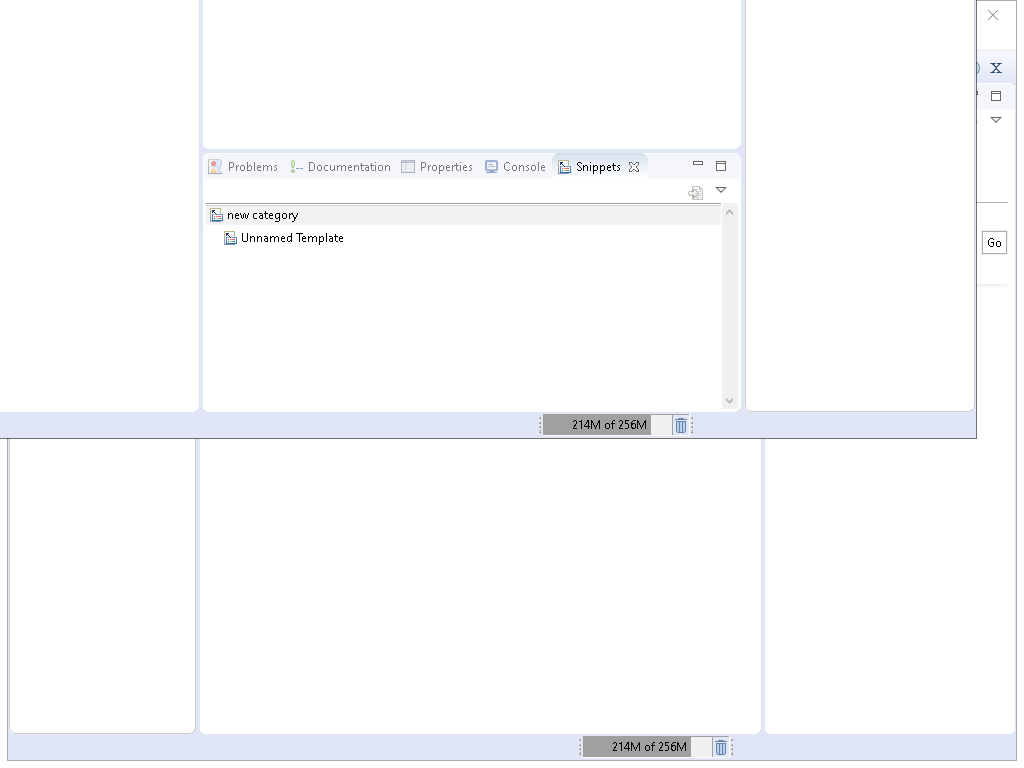 X
Problems Documentation Properties Console Snippets
new category
Unnamed Template
Go
214M of 256M
214M of 256M